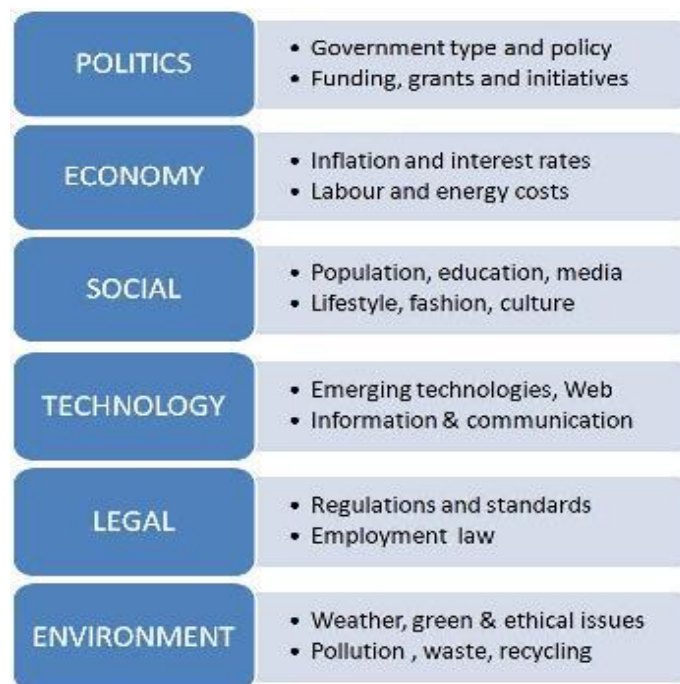 POLITICS
• Government type and policy
• Funding, grants and initiatives
ECONOMY
• Inflation and interest rates
• Labour and energy costs
SOCIAL
• Population, education, media
• Lifestyle, fashion, culture
TECHNOLOGY
• Emerging technologies, Web
• Information & communication
LEGAL
• Regulations and standards
• Employment law
ENVIRONMENT
• Weather, green & ethical issues
• Pollution , waste, recycling